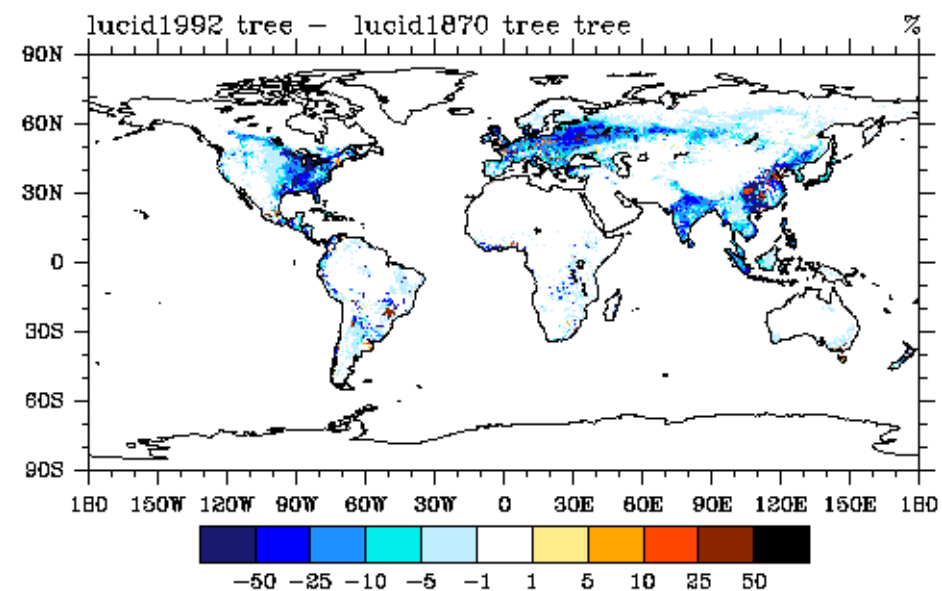 lucid1992 tree – lucid1870 tree tree %
90N
60N
30N
0
30S
60S
90S
180 150W 120W 90W 60W 30W 0 30E 60E 90E 120E 150E 180
−50 −25 −10 −5 −1 1 5 10 25 50